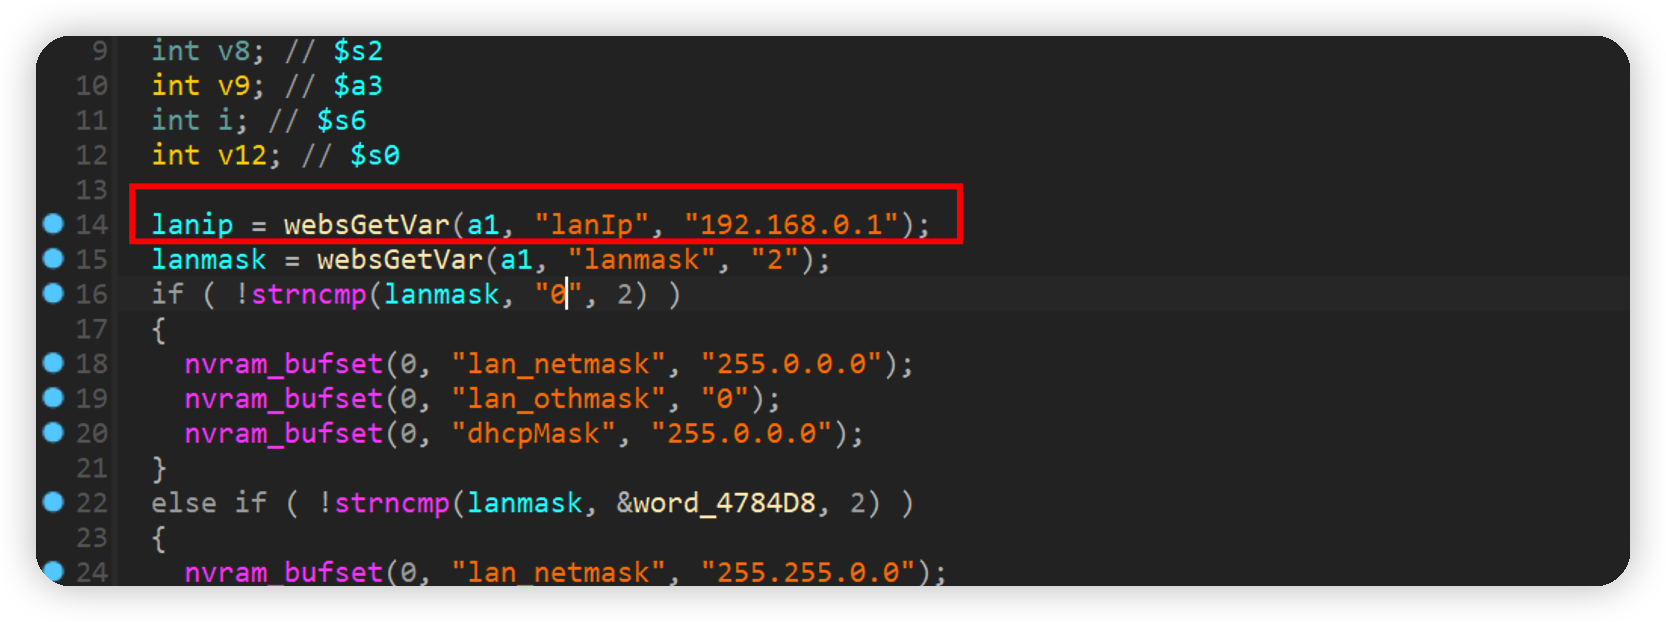 9 int v8; // $s2
10 int v9; // $a3
11 int i; // $s6
12 int v12; // $s0
13
14 lanip = websGetVar(a1, "lanIp", "192.168.0.1");
15 lanmask = websGetVar(a1, "lanmask", "2");
16 if ( !strncmp(lanmask, "0", 2) )
17 {
18 nvram_bufset(0, "lan_netmask", "255.0.0.0");
19 nvram_bufset(0, "lan_othmask", "0");
20 nvram_bufset(0, "dhcpMask", "255.0.0.0");
21 }
22 else if ( !strncmp(lanmask, &word_4784D8, 2) )
23 {
24 nvram_bufset(0, "lan_netmask", "255.255.0.0");